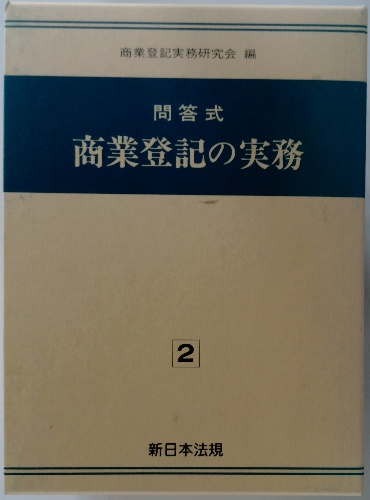 商業登記実務研究会 編
問答式
商業登記の実務
2
新日本法規